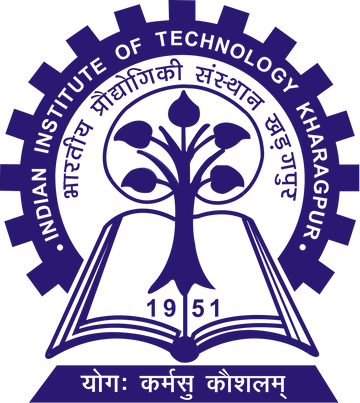 • INDIAN INSTITUTE OF TECHNOLOGY KHARAGPUR •
भारतीय प्रौद्योगिकी संस्थान खड़गपुर
1951
योगः कर्मसु कौशलम्